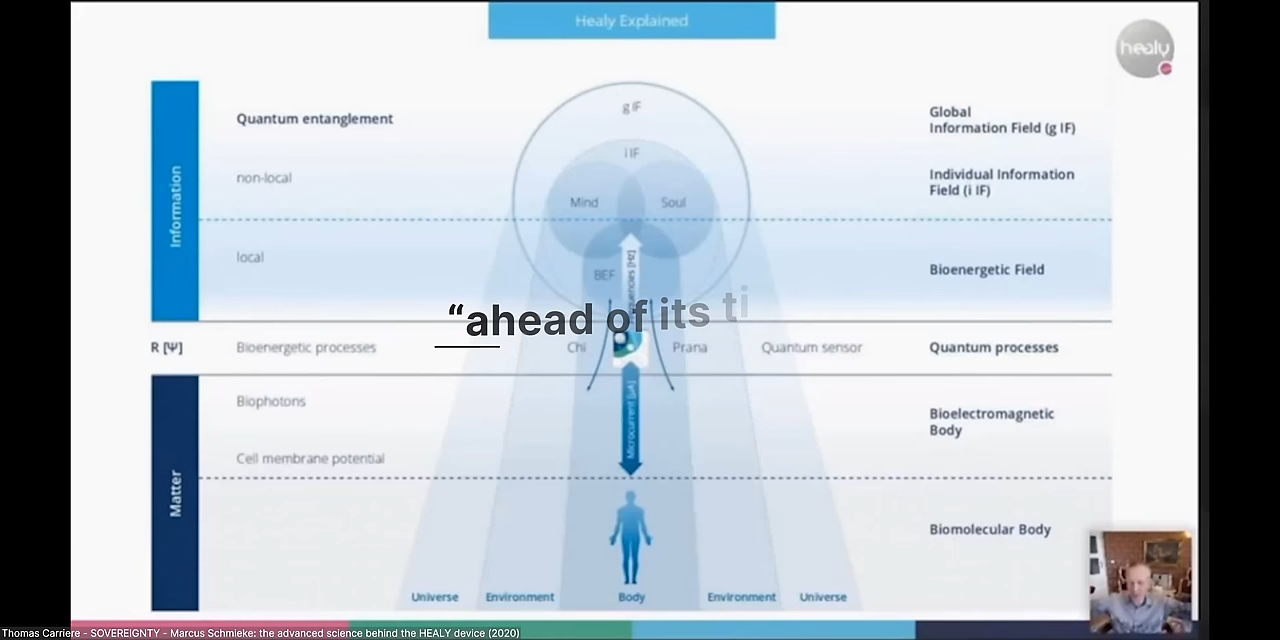 Healy Explained
healy
Information
Quantum entanglement
non-local
local
g IF
i IF
Mind
Soul
BEF
Global
Information Field (g IF)
Individual Information
Field (i IF)
Bioenergetic Field
“ahead of its ti
R [Ψ]
Bioenergetic processes
Chi
Prana
Quantum sensor
Quantum processes
Matter
Biophotons
Cell membrane potential
Microcurrent [µA]
Bioelectromagnetic
Body
Biomolecular Body
Universe
Environment
Body
Environment
Universe
Thomas Carriere - SOVEREIGNTY - Marcus Schmieke: the advanced science behind the HEALY device (2020)